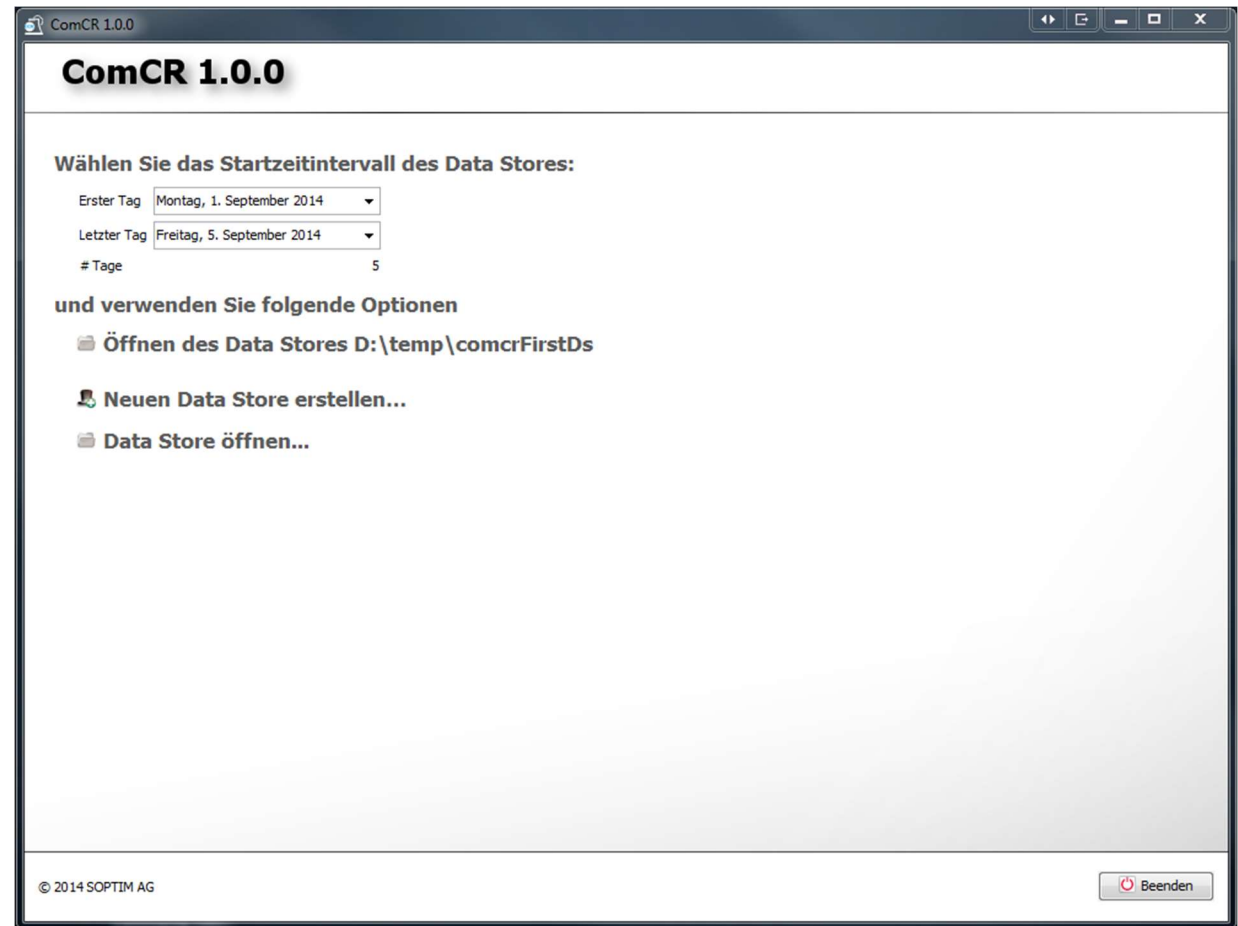 ComCR 1.0.0
ComCR 1.0.0
Wählen Sie das Startzeitintervall des Data Stores:
Erster Tag Montag, 1. September 2014
Letzter Tag Freitag, 5. September 2014
# Tage 5
und verwenden Sie folgende Optionen
Öffnen des Data Stores D:\temp\comcrFirstDs
Neuen Data Store erstellen...
Data Store öffnen...
© 2014 SOPTIM AG
Beenden